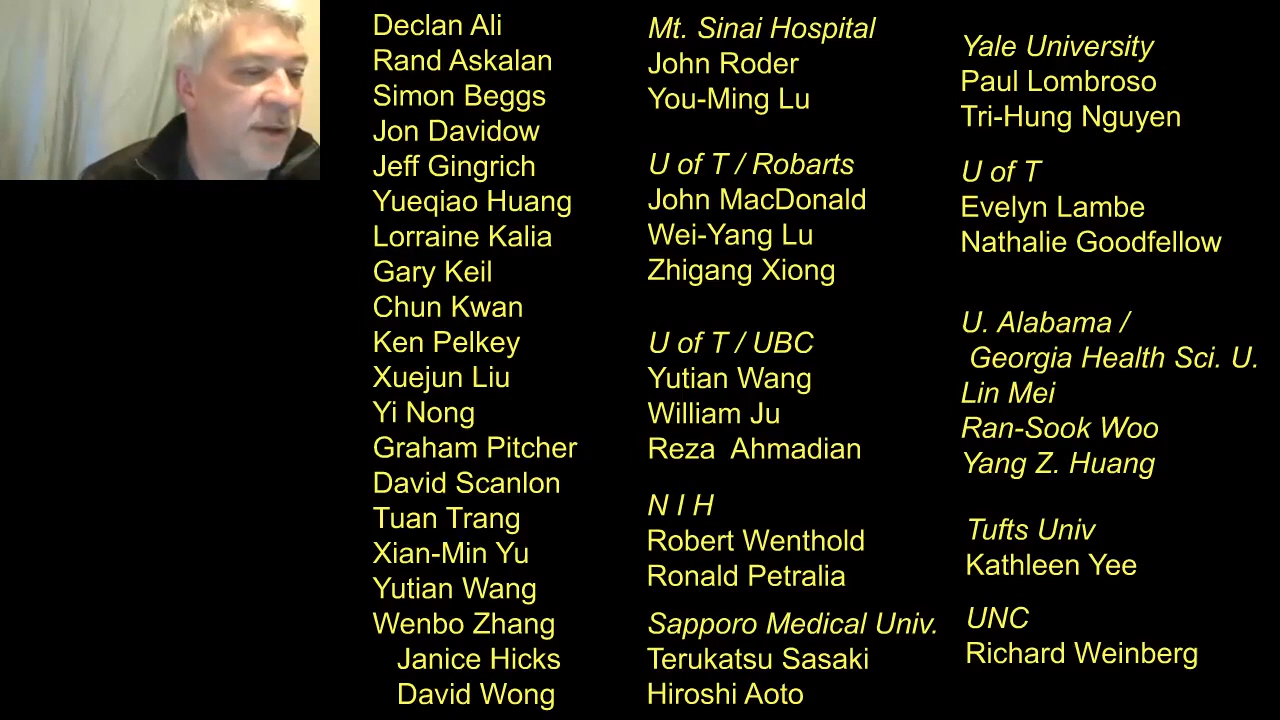 Declan Ali
Rand Askalan
Simon Beggs
Jon Davidow
Jeff Gingrich
Yueqiao Huang
Lorraine Kalia
Gary Keil
Chun Kwan
Ken Pelkey
Xuejun Liu
Yi Nong
Graham Pitcher
David Scanlon
Tuan Trang
Xian-Min Yu
Yutian Wang
Wenbo Zhang
Janice Hicks
David Wong
Mt. Sinai Hospital
John Roder
You-Ming Lu
U of T / Robarts
John MacDonald
Wei-Yang Lu
Zhigang Xiong
U of T / UBC
Yutian Wang
William Ju
Reza Ahmadian
N I H
Robert Wenthold
Ronald Petralia
Sapporo Medical Univ.
Terukatsu Sasaki
Hiroshi Aoto
Yale University
Paul Lombroso
Tri-Hung Nguyen
U of T
Evelyn Lambe
Nathalie Goodfellow
U. Alabama /
Georgia Health Sci. U.
Lin Mei
Ran-Sook Woo
Yang Z. Huang
Tufts Univ
Kathleen Yee
UNC
Richard Weinberg